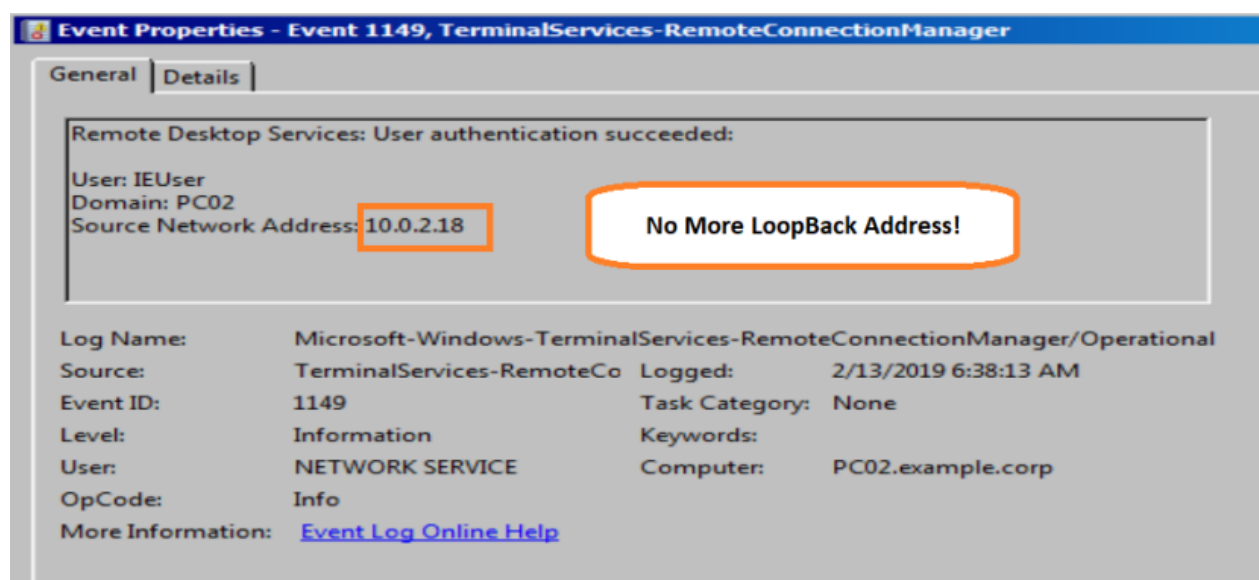 Event Properties - Event 1149, TerminalServices-RemoteConnectionManager
General Details
Remote Desktop Services: User authentication succeeded:
User: IEUser
Domain: PC02
Source Network Address: 10.0.2.18
No More LoopBack Address!
Log Name: Microsoft-Windows-TerminalServices-RemoteConnectionManager/Operational
Source: TerminalServices-RemoteCo Logged: 2/13/2019 6:38:13 AM
Event ID: 1149 Task Category: None
Level: Information Keywords:
User: NETWORK SERVICE Computer: PC02.example.corp
OpCode: Info
More Information: Event Log Online Help